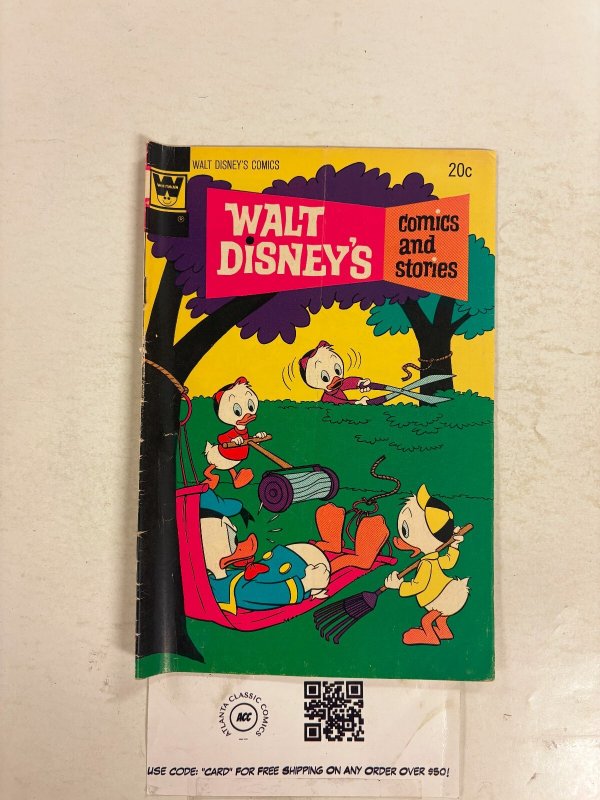 WALT DISNEY'S COMICS
20c
W
WHITMAN
®
WALT
DISNEY'S
comics
and
stories
ATLANTA CLASSIC COMICS
ACC
USE CODE: "CARD" FOR FREE SHIPPING ON ANY ORDER OVER $50!